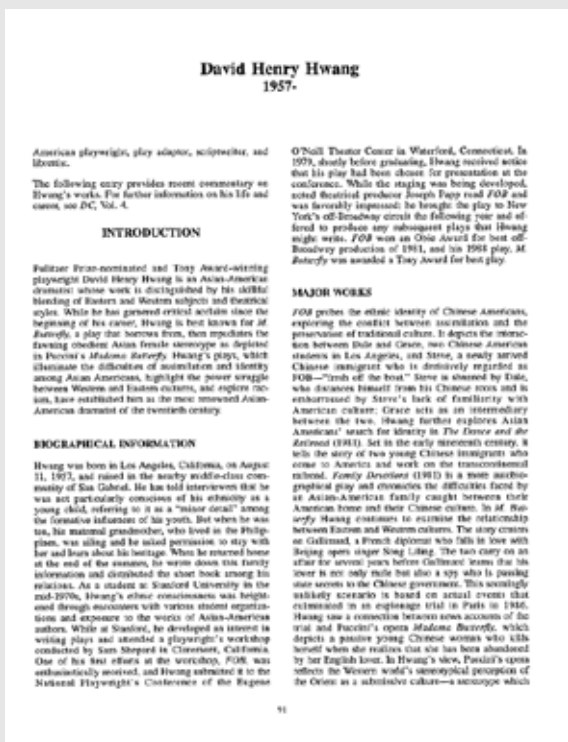 David Henry Hwang
1957-
American playwright, play adaptor, scriptwriter, and
librettist.
The following entry provides recent commentary on
Hwang's works. For further information on his life and
career, see DC, Vol. 4.
INTRODUCTION
Pulitzer Prize-nominated and Tony Award-winning
playwright David Henry Hwang is an Asian-American
dramatist whose work is distinguished by his skillful
blending of Eastern and Western subjects and theatrical
styles. While he has garnered critical acclaim since the
beginning of his career, Hwang is best known for M.
Butterfly, a play that borrows from, then repudiates the
fawning obedient Asian female stereotype as depicted
in Puccini's Madama Butterfly. Hwang's plays, which
illuminate the difficulties of assimilation and identity
among Asian Americans, highlight the power struggle
between Western and Eastern cultures, and explore rac-
ism, have established him as the most renowned Asian-
American dramatist of the twentieth century.
BIOGRAPHICAL INFORMATION
Hwang was born in Los Angeles, California, on August
11, 1957, and raised in the nearby middle-class com-
munity of San Gabriel. He has told interviewers that he
was not particularly conscious of his ethnicity as a
young child, referring to it as a "minor detail" among
the formative influences of his youth. But when he was
ten, his maternal grandmother, who lived in the Philip-
pines, was ailing and he asked permission to stay with
her and learn about his heritage. When he returned home
at the end of the summer, he wrote down this family
information and distributed the short book among his
relations. As a student at Stanford University in the
mid-1970s, Hwang's ethnic consciousness was height-
ened through encounters with various student organiza-
tions and exposure to the works of Asian-American
authors. While at Stanford, he developed an interest in
writing plays and attended a playwright's workshop
conducted by Sam Shepard in Claremont, California.
One of his first efforts at the workshop, FOB, was
enthusiastically received, and Hwang submitted it to the
National Playwright's Conference of the Eugene
O'Neill Theater Center in Waterford, Connecticut. In
1979, shortly before graduating, Hwang received notice
that his play had been chosen for presentation at the
conference. While the staging was being developed,
noted theatrical producer Joseph Papp read FOB and
was favorably impressed: he brought the play to New
York's off-Broadway circuit the following year and of-
fered to produce any subsequent plays that Hwang
might write. FOB won an Obie Award for best off-
Broadway production of 1981, and his 1988 play, M.
Butterfly was awarded a Tony Award for best play.
MAJOR WORKS
FOB probes the ethnic identity of Chinese Americans,
exploring the conflict between assimilation and the
preservation of traditional culture. It depicts the interac-
tion between Dale and Grace, two Chinese American
students in Los Angeles, and Steve, a newly arrived
Chinese immigrant who is derisively regarded as
FOB—"fresh off the boat." Steve is shunned by Dale,
who distances himself from his Chinese roots and is
embarrassed by Steve's lack of familiarity with
American culture; Grace acts as an intermediary
between the two. Hwang further explores Asian
Americans' search for identity in The Dance and the
Railroad (1981). Set in the early nineteenth century, it
tells the story of two young Chinese immigrants who
come to America and work on the transcontinental
railroad. Family Devotions (1981) is a more autobio-
graphical play and chronicles the difficulties faced by
an Asian-American family caught between their
American home and their Chinese culture. In M. But-
terfly Hwang continues to examine the relationship
between Eastern and Western cultures. The story centers
on Gallimard, a French diplomat who falls in love with
Beijing opera singer Song Liling. The two carry on an
affair for several years before Gallimard learns that his
lover is not only male but also a spy who is passing
state secrets to the Chinese government. This seemingly
unlikely scenario is based on actual events that
culminated in an espionage trial in Paris in 1986.
Hwang saw a connection between news accounts of the
trial and Puccini's opera Madama Butterfly, which
depicts a passive young Chinese woman who kills
herself when she realizes that she has been abandoned
by her English lover. In Hwang's view, Puccini's opera
reflects the Western world's stereotypical perception of
the Orient as a submissive culture—a stereotype which